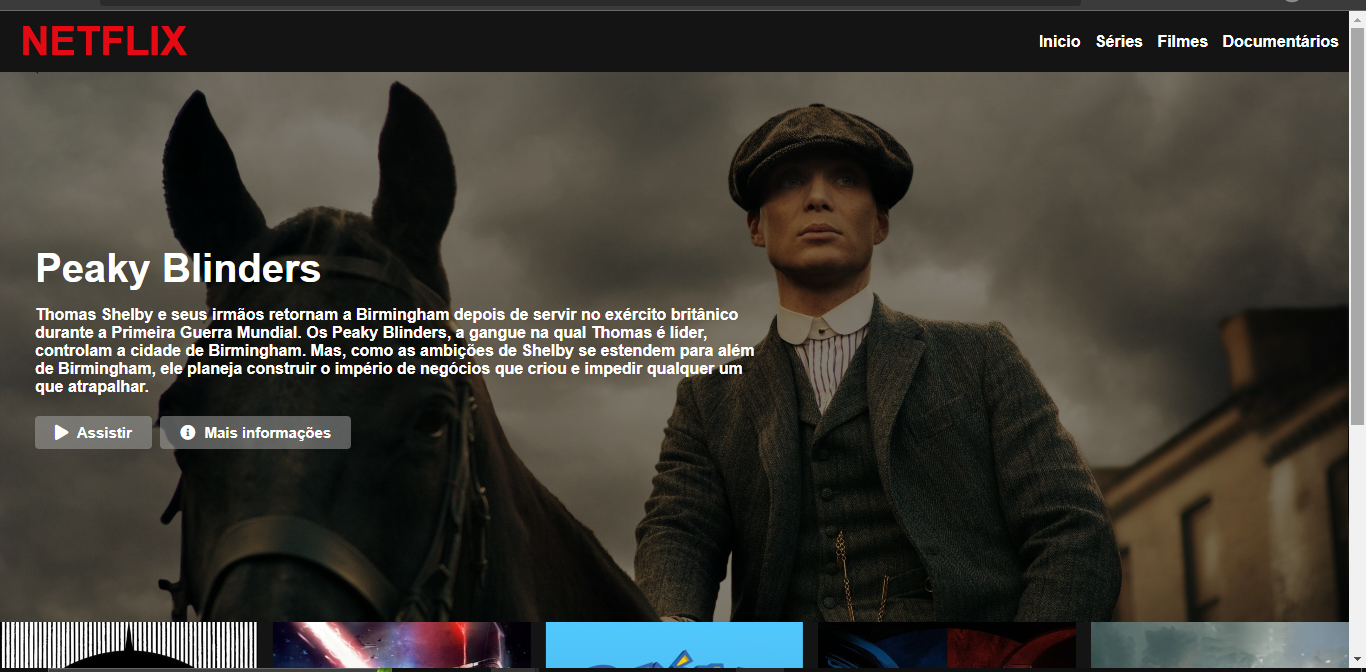 NETFLIX
Inicio Séries Filmes Documentários
Peaky Blinders
Thomas Shelby e seus irmãos retornam a Birmingham depois de servir no exército britânico
durante a Primeira Guerra Mundial. Os Peaky Blinders, a gangue na qual Thomas é líder,
controlam a cidade de Birmingham. Mas, como as ambições de Shelby se estendem para além
de Birmingham, ele planeja construir o império de negócios que criou e impedir qualquer um
que atrapalhar.
Assistir Mais informações